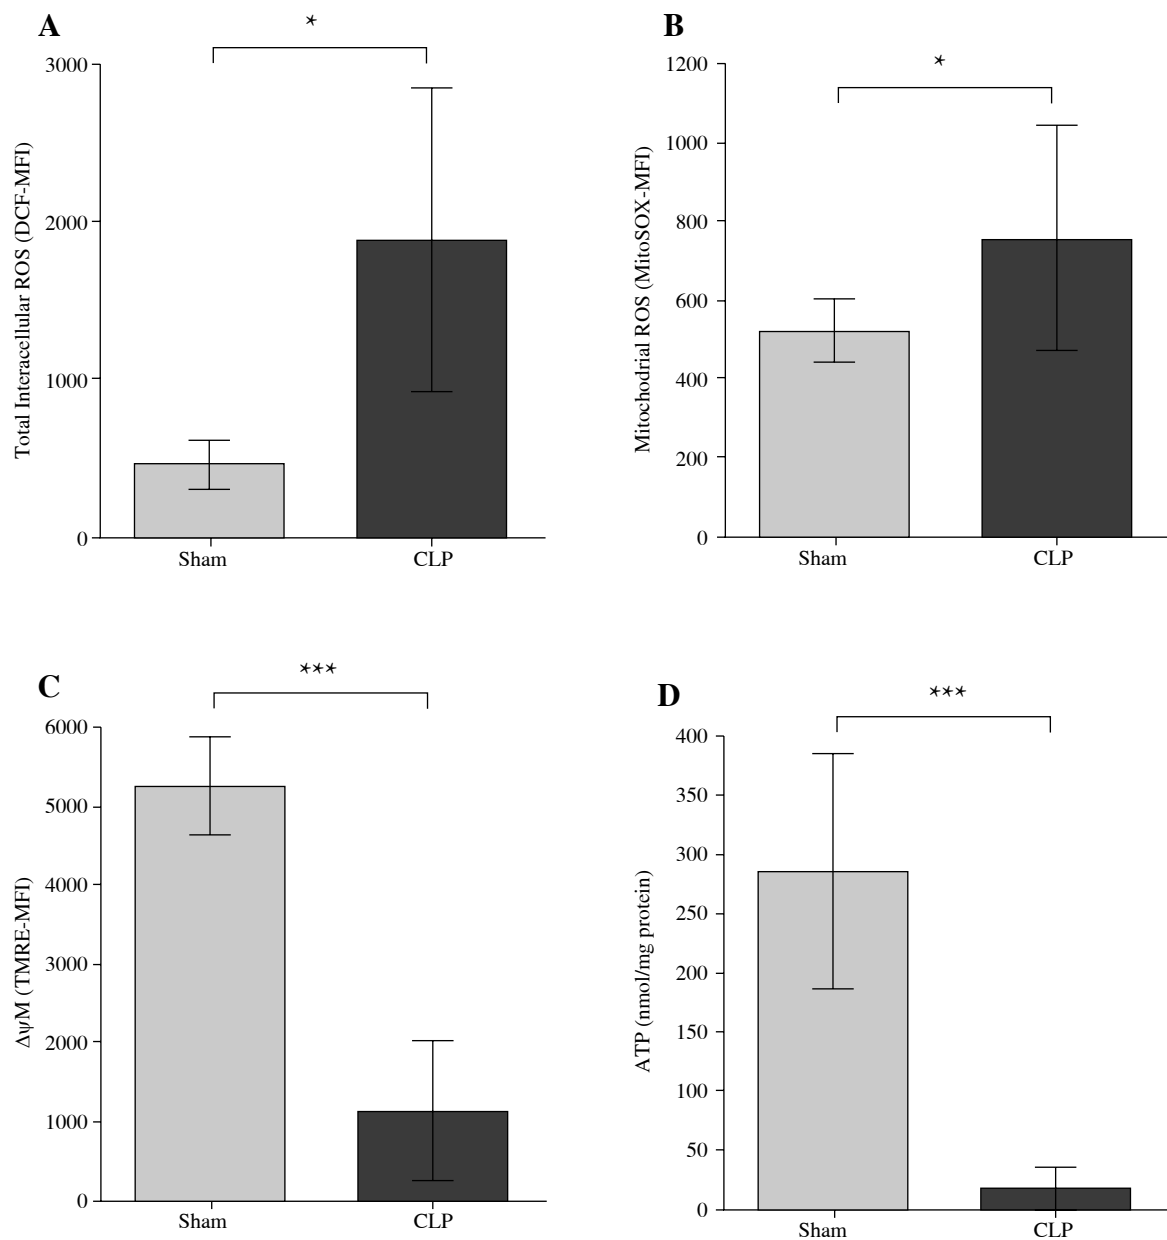 A
*
3000
2000
1000
0
Total Interacellular ROS (DCF-MFI)
Sham CLP
B
*
1200
1000
800
600
400
200
0
Mitochodrial ROS (MitoSOX-MFI)
Sham CLP
C
***
6000
5000
4000
3000
2000
1000
0
ΔψM (TMRE-MFI)
Sham CLP
D
***
400
350
300
250
200
150
100
50
0
ATP (nmol/mg protein)
Sham CLP